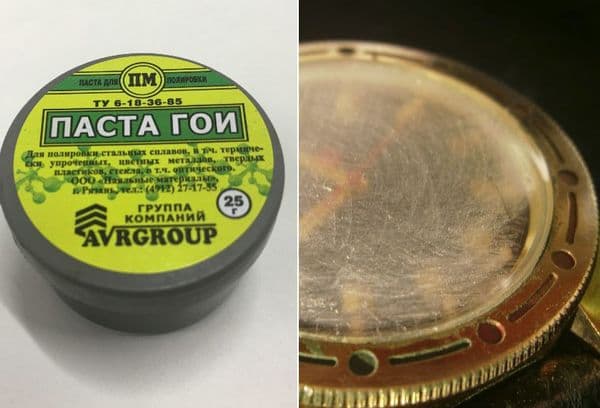 ПАСТА ДЛЯ ПМ ПОЛИРОВКИ
ТУ 6-18-36-85
ПАСТА ГОИ
Для полировки стальных сплавов, в т.ч. термиче-
ски упрочненных, цветных металлов, твердых
пластиков, стекла, в т.ч. оптического.
ООО «Паяльные материалы»,
г. Рязань, тел.: (4912) 27-17-55
ГРУППА
КОМПАНИЙ
AVRGROUP
25
г